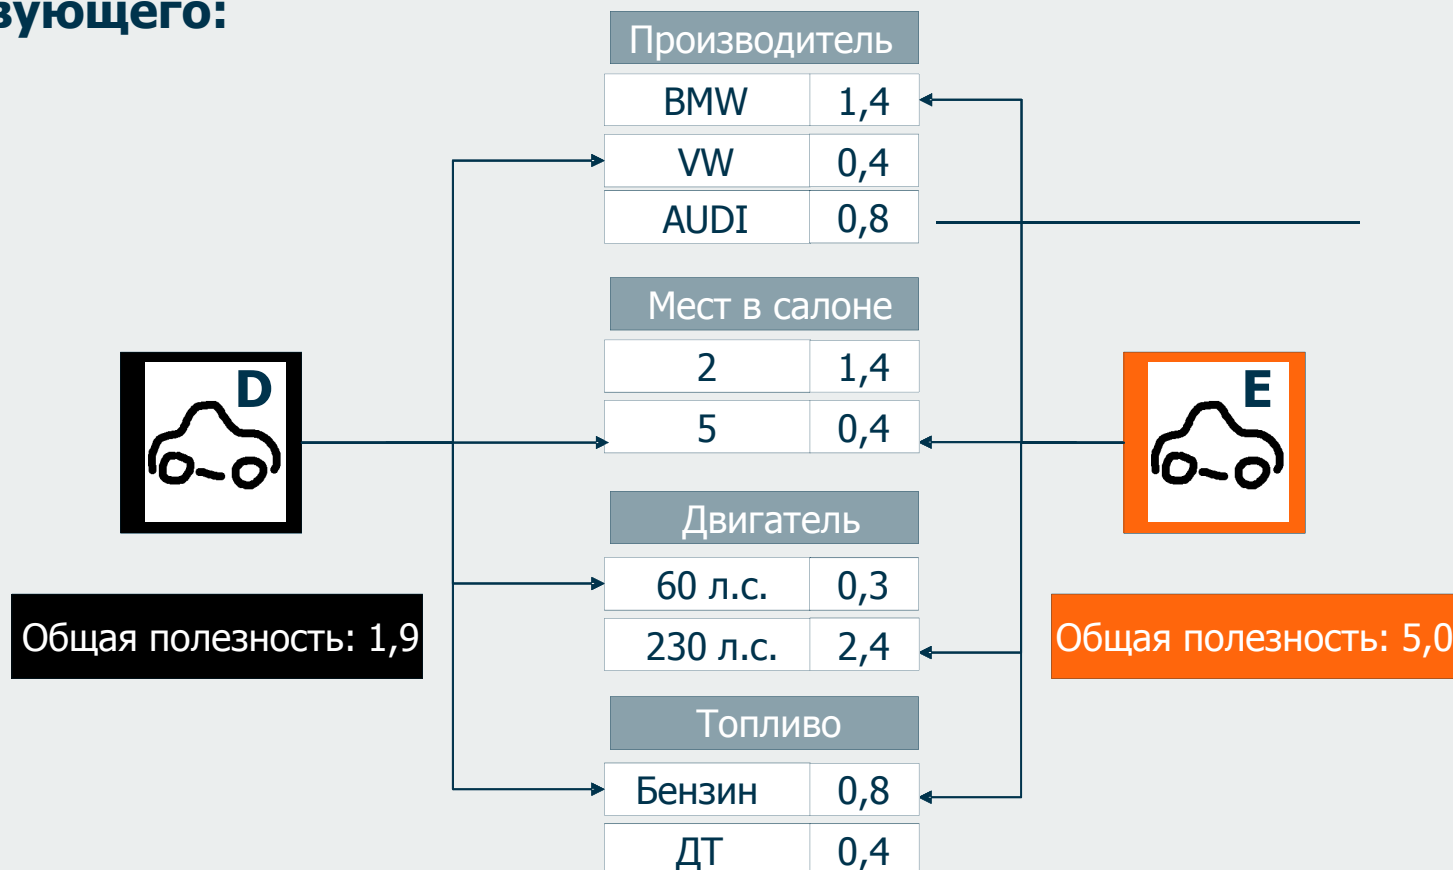 вующего:
Производитель
BMW 1,4
VW 0,4
AUDI 0,8
Мест в салоне
2 1,4
5 0,4
D
E
Двигатель
60 л.с. 0,3
230 л.с. 2,4
Общая полезность: 1,9
Общая полезность: 5,0
Топливо
Бензин 0,8
ДТ 0,4